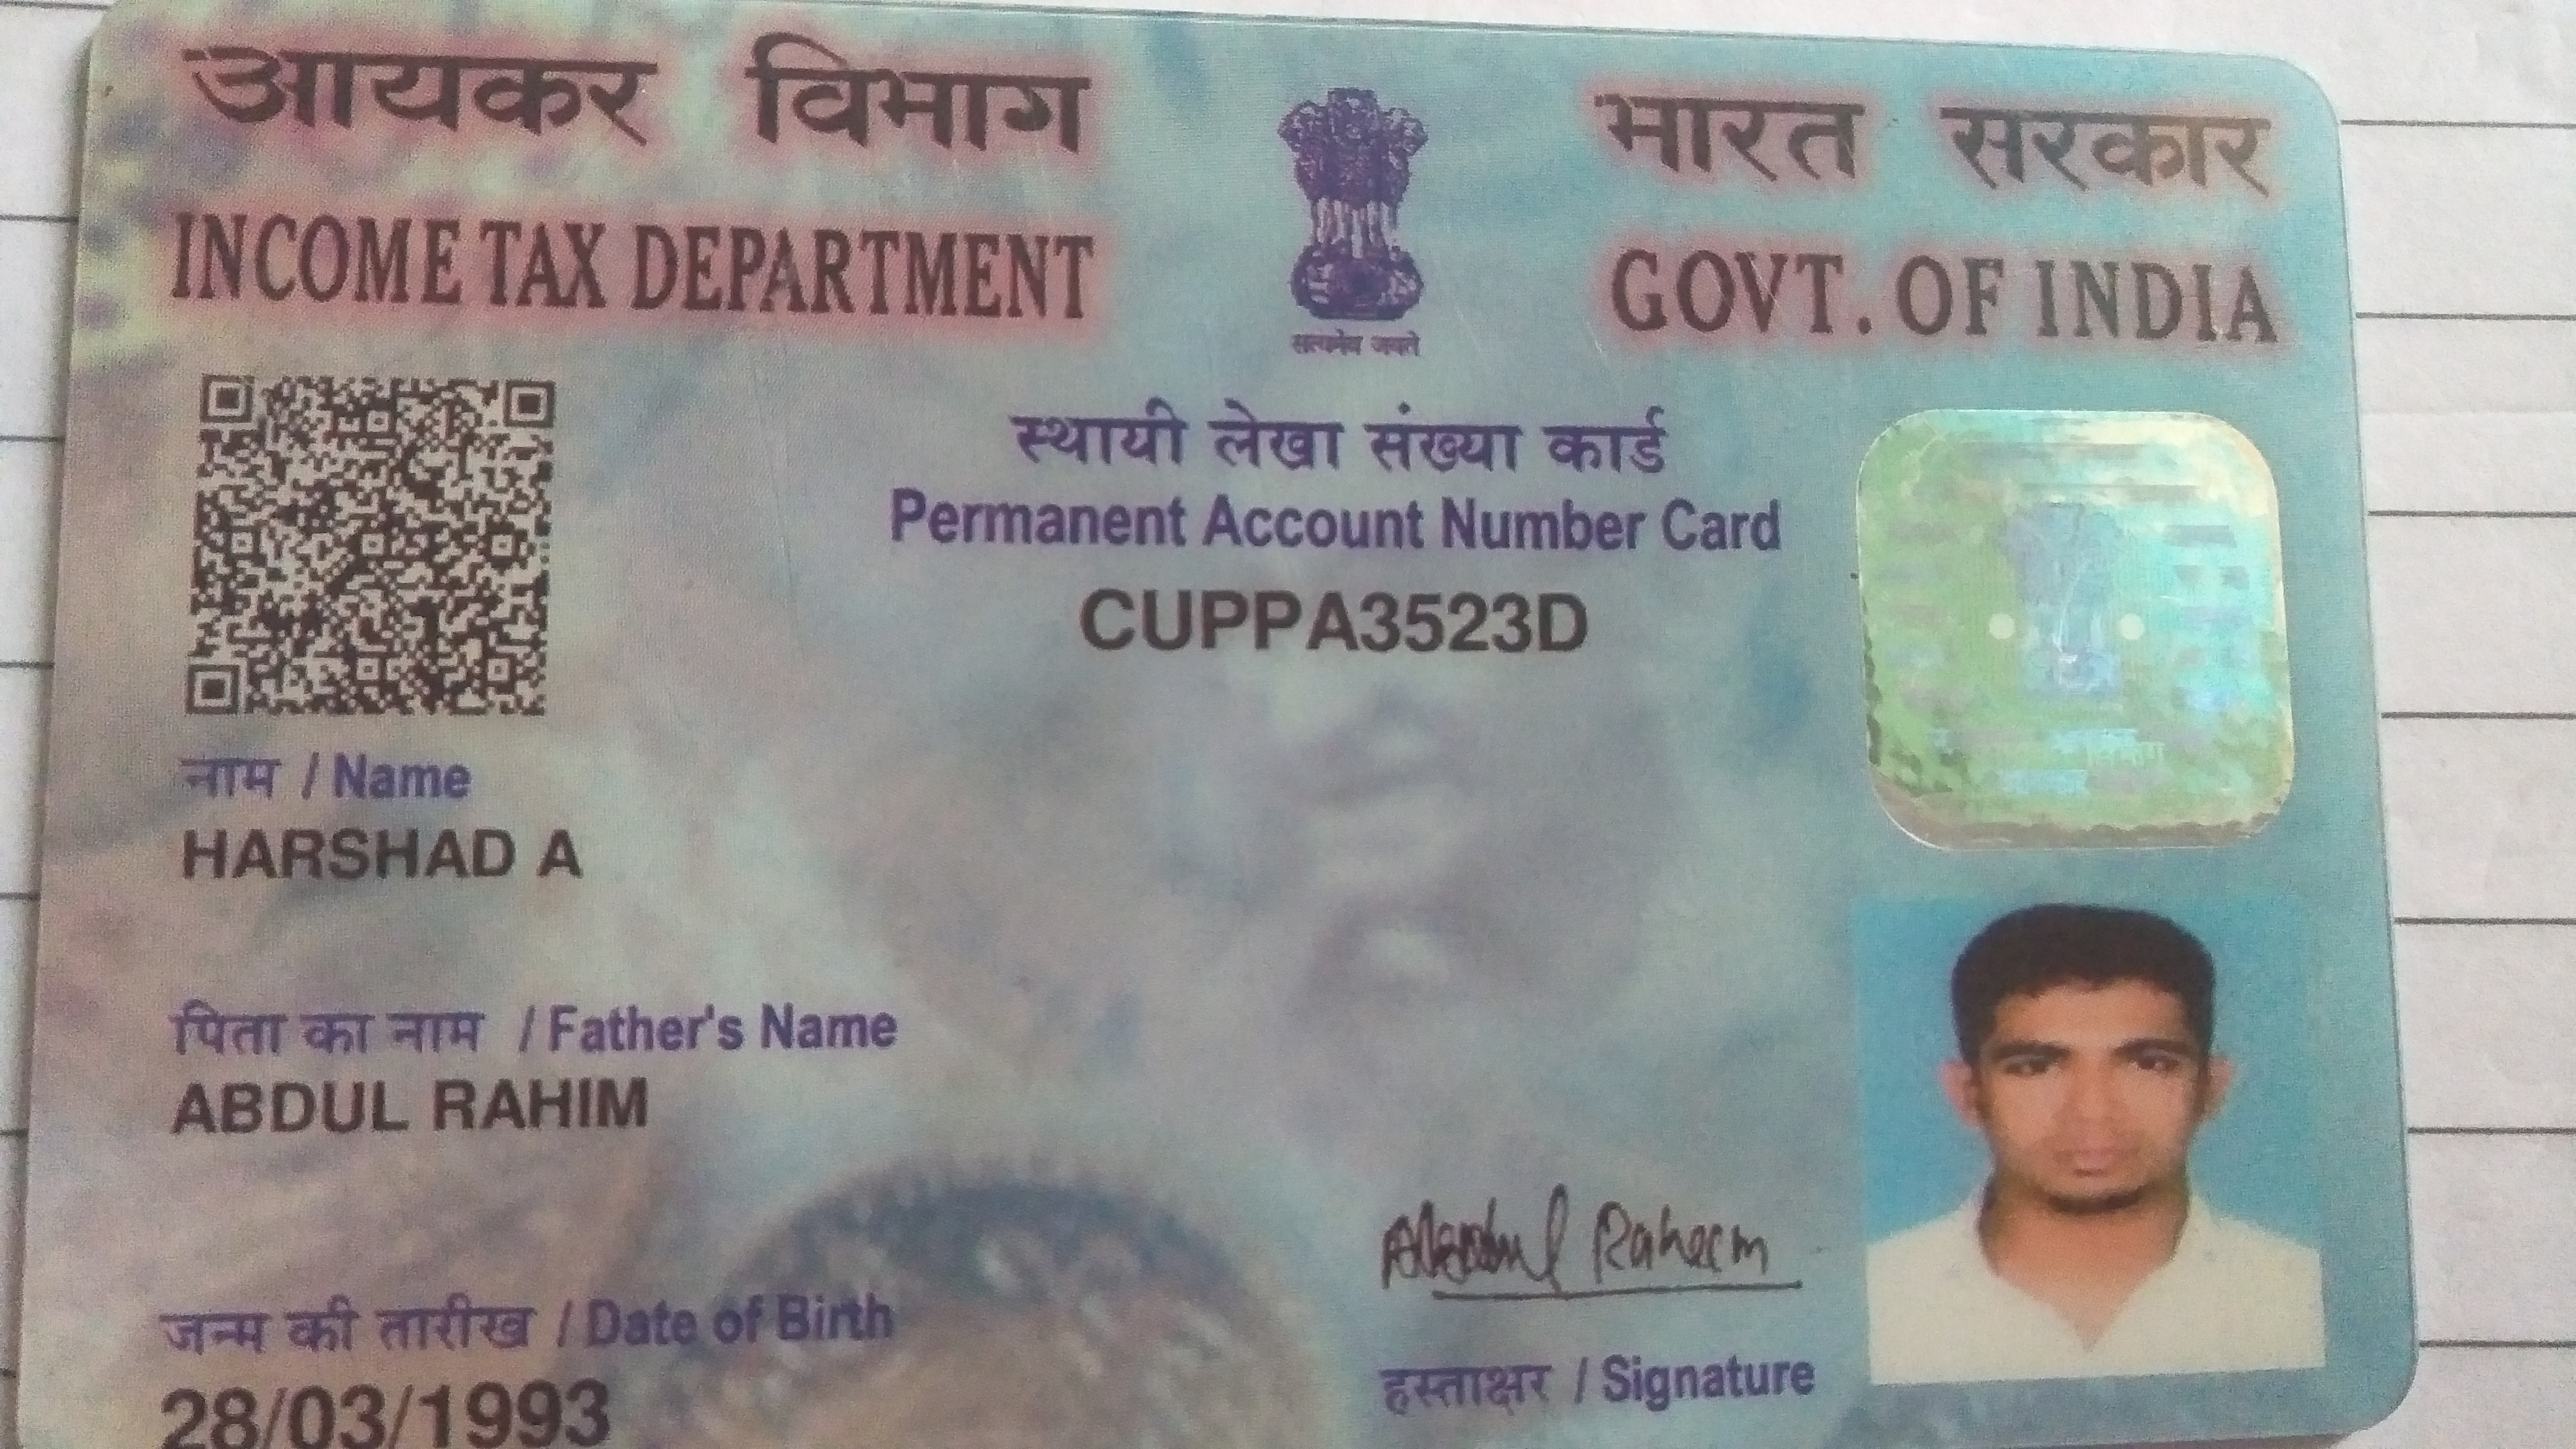 आयकर विभाग
INCOME TAX DEPARTMENT
सत्यमेव जयते
भारत सरकार
GOVT. OF INDIA
स्थायी लेखा संख्या कार्ड
Permanent Account Number Card
CUPPA3523D
नाम / Name
HARSHAD A
पिता का नाम / Father's Name
ABDUL RAHIM
जन्म की तारीख / Date of Birth
28/03/1993
Raheem
हस्ताक्षर / Signature